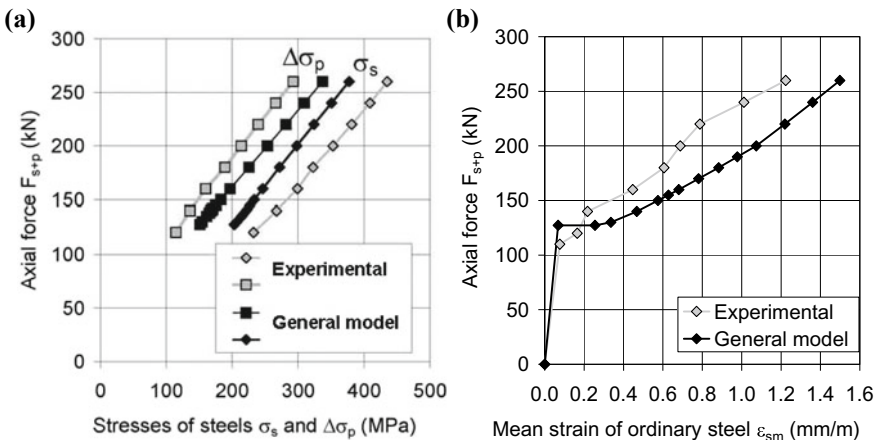 (a)
Axial force Fs+p (kN)
300
250
200
150
100
50
0
Δσp
σs
Experimental
General model
0
100
200
300
400
500
Stresses of steels σs and Δσp (MPa)
(b)
Axial force Fs+p (kN)
300
250
200
150
100
50
0
Experimental
General model
0.0
0.2
0.4
0.6
0.8
1.0
1.2
1.4
1.6
Mean strain of ordinary steel εsm (mm/m)